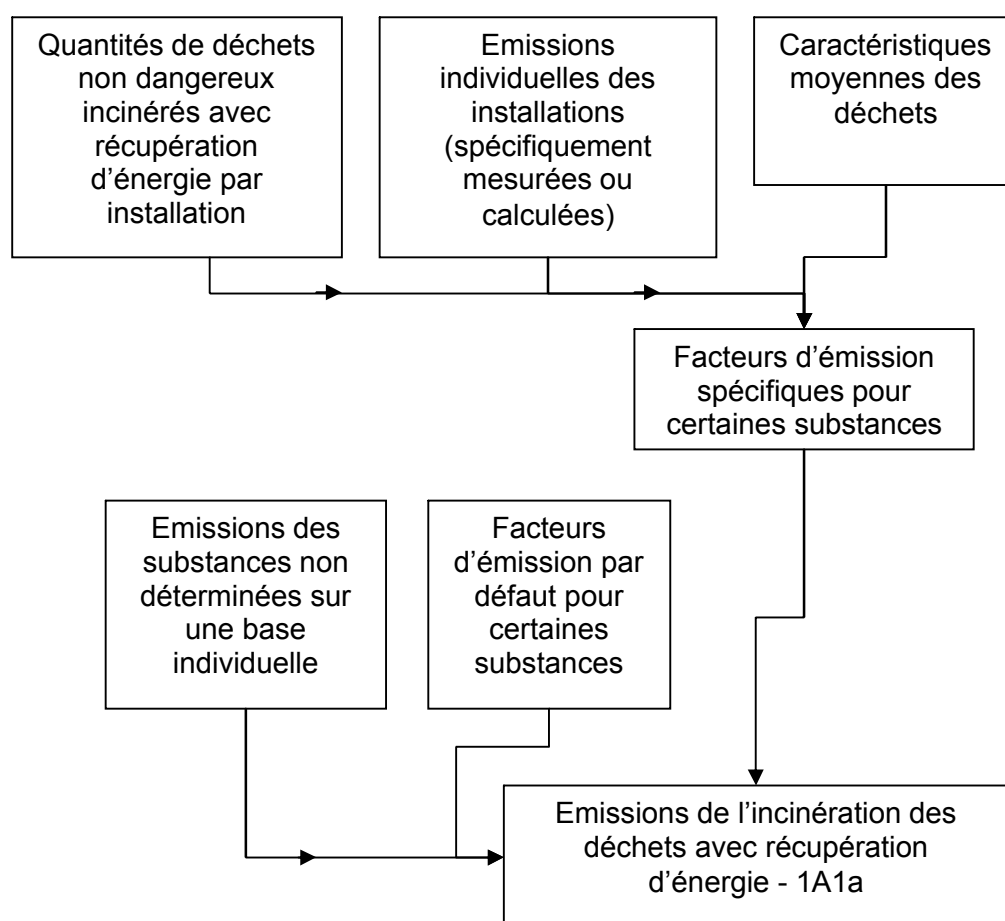 Quantités de déchets
non dangereux
incinérés avec
récupération
d'énergie par
installation
Emissions
individuelles des
installations
(spécifiquement
mesurées ou
calculées)
Caractéristiques
moyennes des
déchets
Facteurs d'émission
spécifiques pour
certaines substances
Emissions des
substances non
déterminées sur
une base
individuelle
Facteurs
d'émission par
défaut pour
certaines
substances
Emissions de l'incinération des
déchets avec récupération
d'énergie - 1A1a